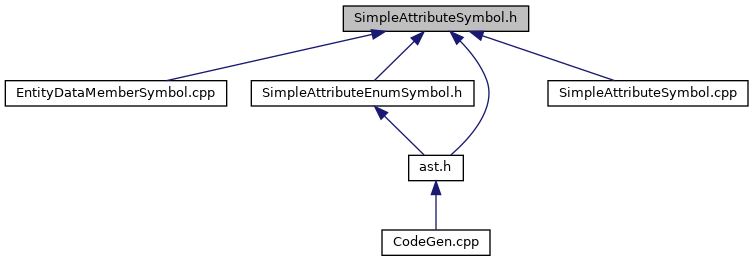 SimpleAttributeSymbol.h
EntityDataMemberSymbol.cpp
SimpleAttributeEnumSymbol.h
SimpleAttributeSymbol.cpp
ast.h
CodeGen.cpp